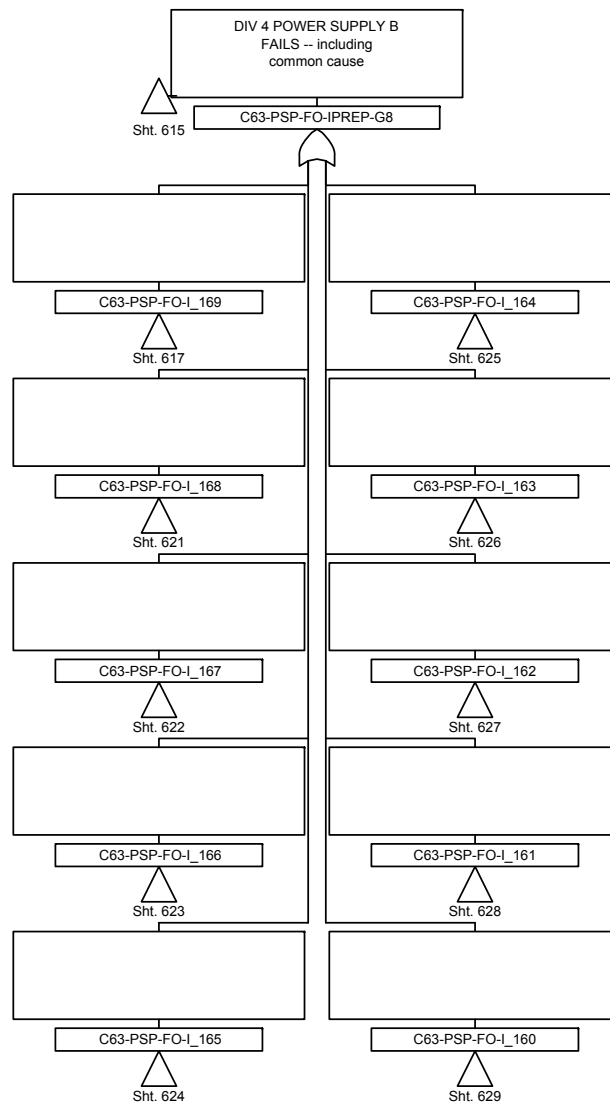 DIV 4 POWER SUPPLY B
FAILS -- including
common cause
Sht. 615
C63-PSP-FO-IPREP-G8
C63-PSP-FO-I_169
Sht. 617
C63-PSP-FO-I_164
Sht. 625
C63-PSP-FO-I_168
Sht. 621
C63-PSP-FO-I_163
Sht. 626
C63-PSP-FO-I_167
Sht. 622
C63-PSP-FO-I_162
Sht. 627
C63-PSP-FO-I_166
Sht. 623
C63-PSP-FO-I_161
Sht. 628
C63-PSP-FO-I_165
Sht. 624
C63-PSP-FO-I_160
Sht. 629